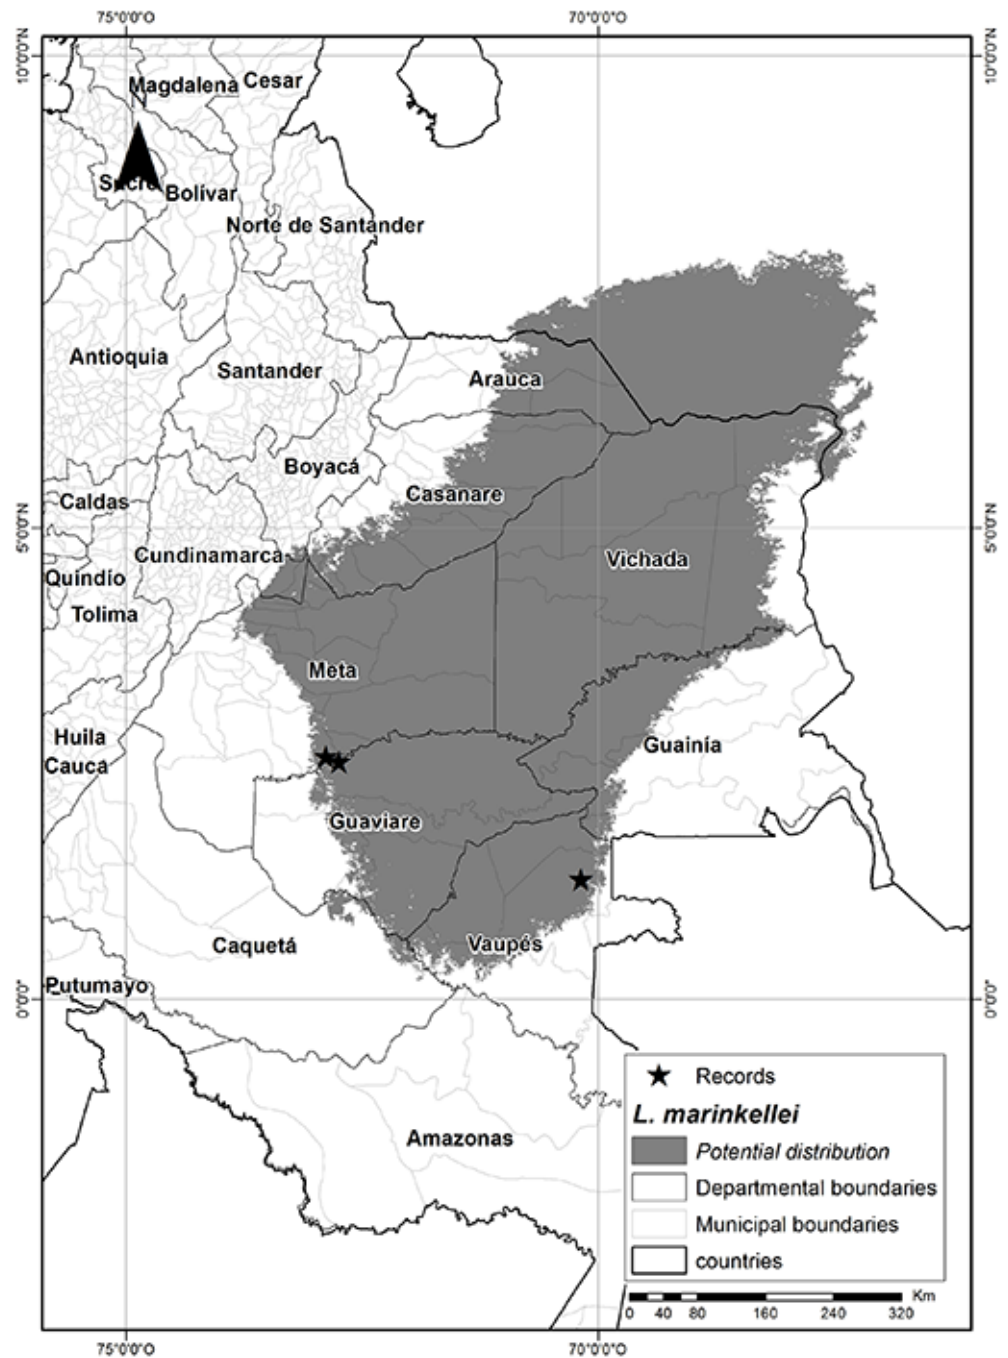 75°0'0"O 70°0'0"O
10°0'0"N 10°0'0"N
Magdalena Cesar
Sucre Bolívar
Norte de Santander
Antioquia
Santander
Arauca
Boyacá
Caldas
Casanare
5°0'0"N 5°0'0"N
Cundinamarca
Vichada
Quindío
Tolima
Meta
Huila
Guainía
Cauca
Guaviare
Caquetá
Vaupés
Putumayo
0°0'0" 0°0'0"
Records
L. marinkellei
Amazonas
Potential distribution
Departmental boundaries
Municipal boundaries
countries
Km
0 40 80 160 240 320
75°0'0"O 70°0'0"O